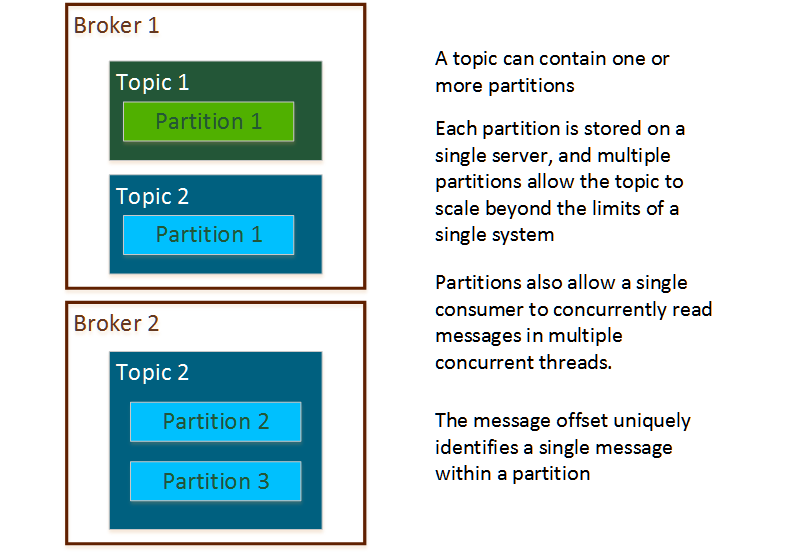 Broker 1
Topic 1
Partition 1
Topic 2
Partition 1
Broker 2
Topic 2
Partition 2
Partition 3
A topic can contain one or
more partitions
Each partition is stored on a
single server, and multiple
partitions allow the topic to
scale beyond the limits of a
single system
Partitions also allow a single
consumer to concurrently read
messages in multiple
concurrent threads.
The message offset uniquely
identifies a single message
within a partition